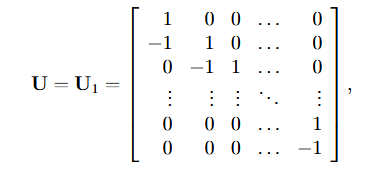 1 0 0 … 0
−1 1 0 … 0
0 −1 1 … 0
U = U₁ = ⋮ ⋮ ⋮ ⋱ ⋮ ,
0 0 0 … 1
0 0 0 … −1